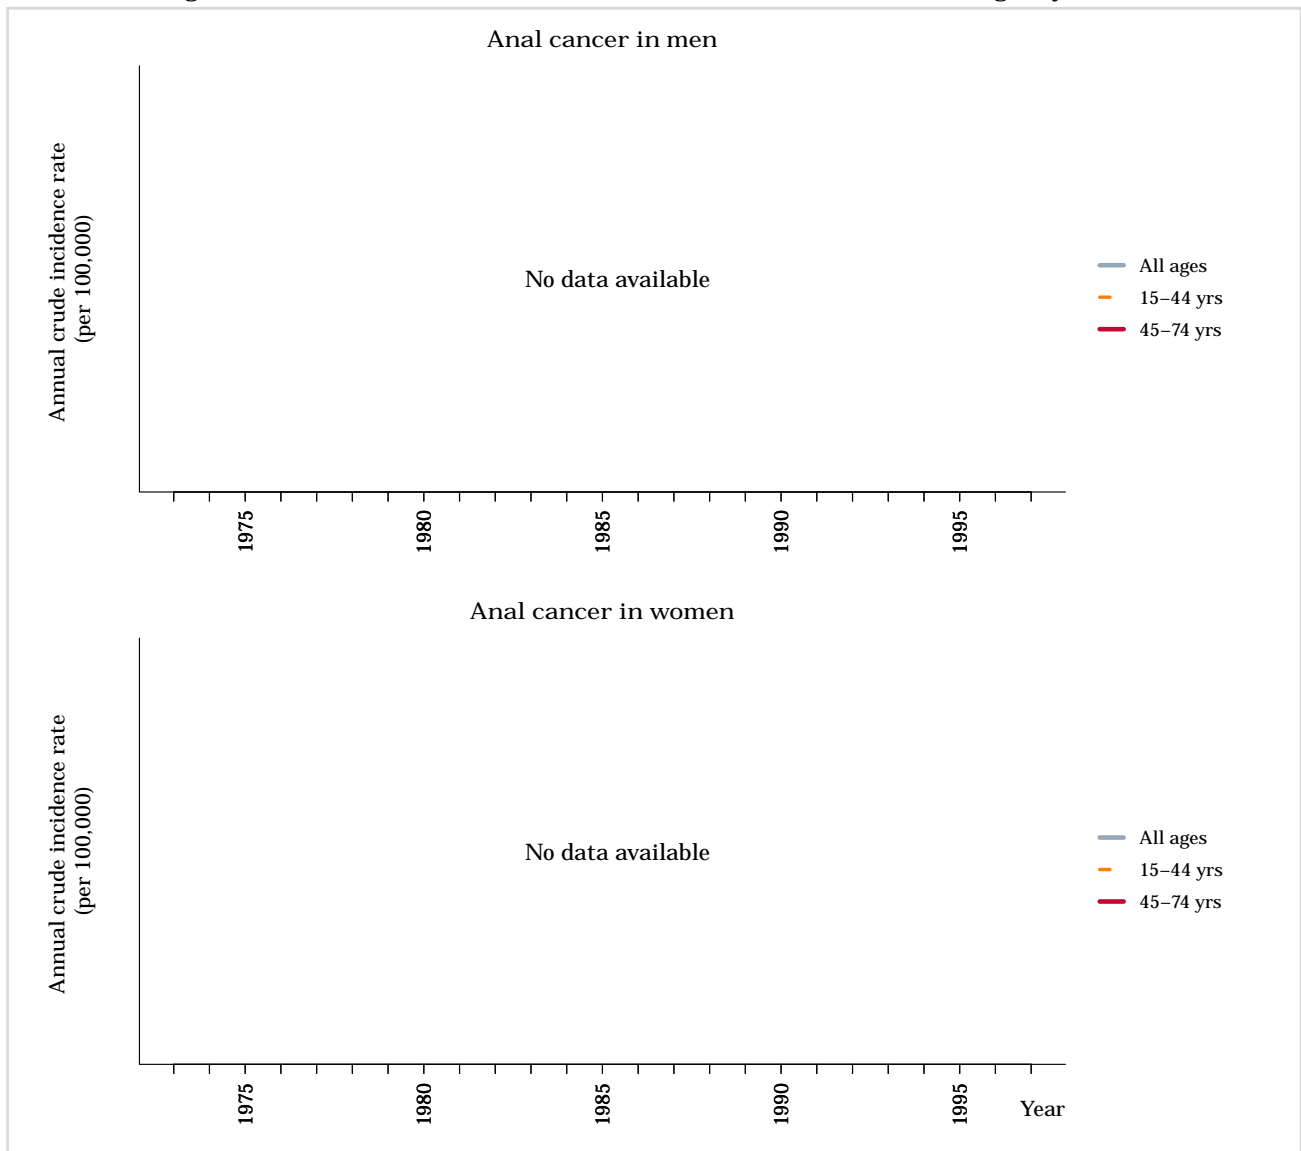 Anal cancer in men
Annual crude incidence rate
(per 100,000)
No data available
All ages
15–44 yrs
45–74 yrs
1975
1980
1985
1990
1995
Anal cancer in women
Annual crude incidence rate
(per 100,000)
No data available
All ages
15–44 yrs
45–74 yrs
1975
1980
1985
1990
1995
Year